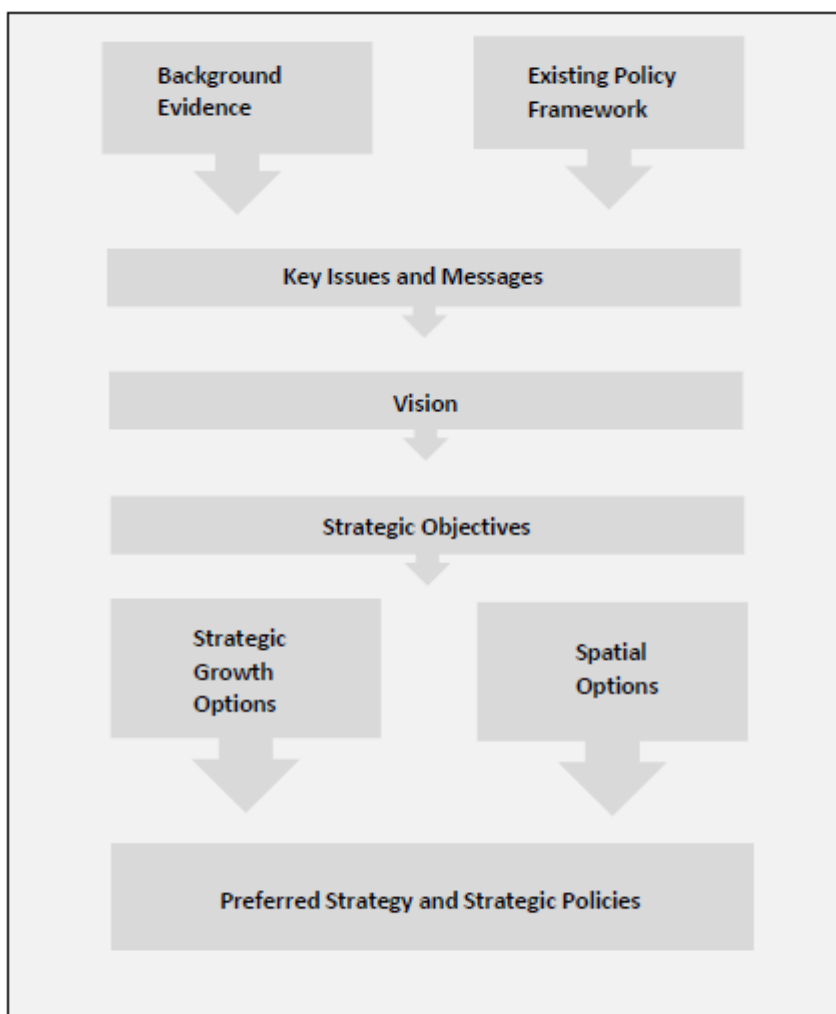 Background
Evidence
Existing Policy
Framework
Key Issues and Messages
Vision
Strategic Objectives
Strategic
Growth
Options
Spatial
Options
Preferred Strategy and Strategic Policies